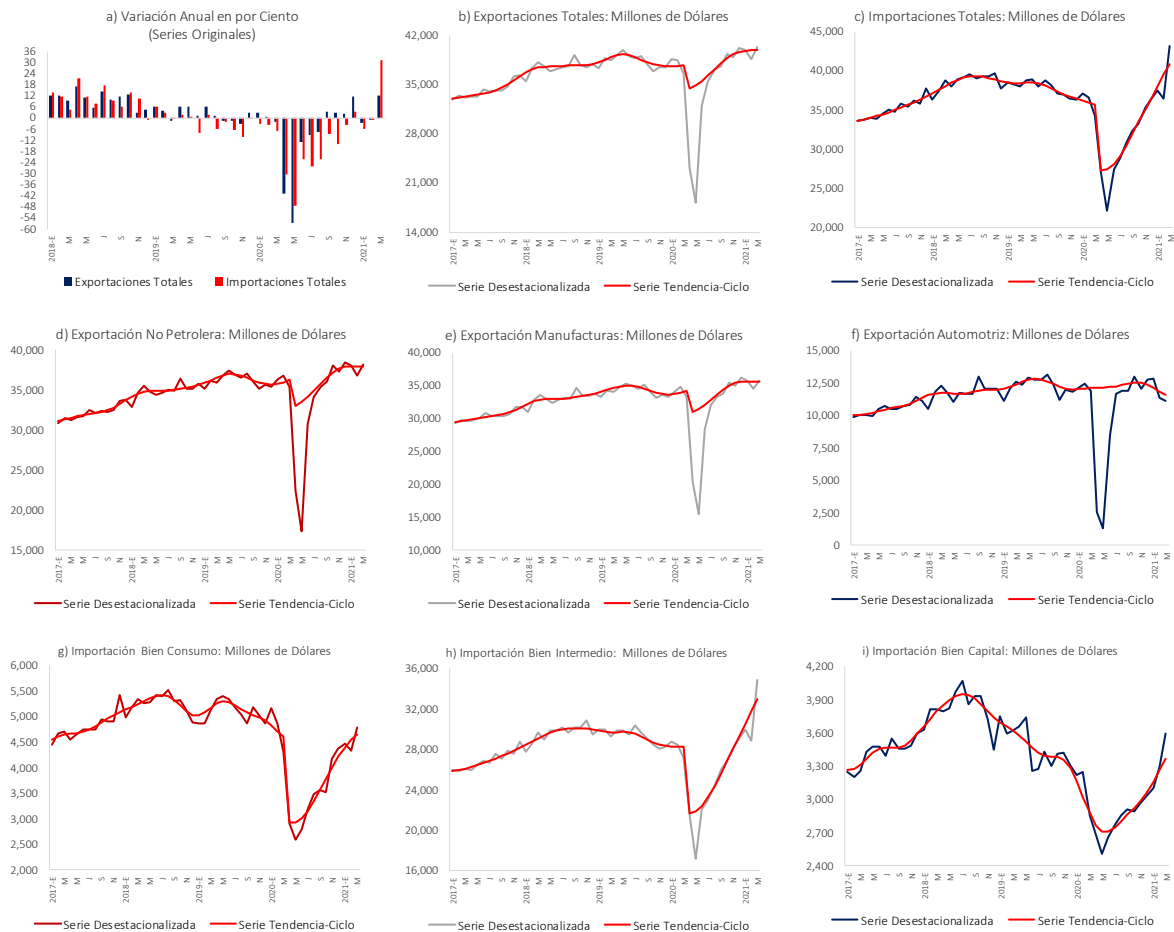 a) Variación Anual en por Ciento
(Series Originales)
36
30
24
18
12
6
0
-6
-12
-18
-24
-30
-36
-42
-48
-54
-60
2018-E M M J S N 2019-E M M J S N 2020-E M M J S N 2021-E M
Exportaciones Totales Importaciones Totales
b) Exportaciones Totales: Millones de Dólares
42,000
35,000
28,000
21,000
14,000
2017-E M M J S N 2018-E M M J S N 2019-E M M J S N 2020-E M M J S N 2021-E M
Serie Desestacionalizada Serie Tendencia-Ciclo
c) Importaciones Totales: Millones de Dólares
45,000
40,000
35,000
30,000
25,000
20,000
2017-E M M J S N 2018-E M M J S N 2019-E M M J S N 2020-E M M J S N 2021-E M
Serie Desestacionalizada Serie Tendencia-Ciclo
d) Exportación No Petrolera: Millones de Dólares
40,000
35,000
30,000
25,000
20,000
15,000
2017-E M M J S N 2018-E M M J S N 2019-E M M J S N 2020-E M M J S N 2021-E M
Serie Desestacionalizada Serie Tendencia-Ciclo
e) Exportación Manufacturas: Millones de Dólares
40,000
35,000
30,000
25,000
20,000
15,000
10,000
2017-E M M J S N 2018-E M M J S N 2019-E M M J S N 2020-E M M J S N 2021-E M
Serie Desestacionalizada Serie Tendencia-Ciclo
f) Exportación Automotriz: Millones de Dólares
15,000
12,500
10,000
7,500
5,000
2,500
0
2017-E M M J S N 2018-E M M J S N 2019-E M M J S N 2020-E M M J S N 2021-E M
Serie Desestacionalizada Serie Tendencia-Ciclo
g) Importación Bien Consumo: Millones de Dólares
6,000
5,500
5,000
4,500
4,000
3,500
3,000
2,500
2,000
2017-E M M J S N 2018-E M M J S N 2019-E M M J S N 2020-E M M J S N 2021-E M
Serie Desestacionalizada Serie Tendencia-Ciclo
h) Importación Bien Intermedio: Millones de Dólares
36,000
32,000
28,000
24,000
20,000
16,000
2017-E M M J S N 2018-E M M J S N 2019-E M M J S N 2020-E M M J S N 2021-E M
Serie Desestacionalizada Serie Tendencia-Ciclo
i) Importación Bien Capital: Millones de Dólares
4,200
3,900
3,600
3,300
3,000
2,700
2,400
2017-E M M J S N 2018-E M M J S N 2019-E M M J S N 2020-E M M J S N 2021-E M
Serie Desestacionalizada Serie Tendencia-Ciclo